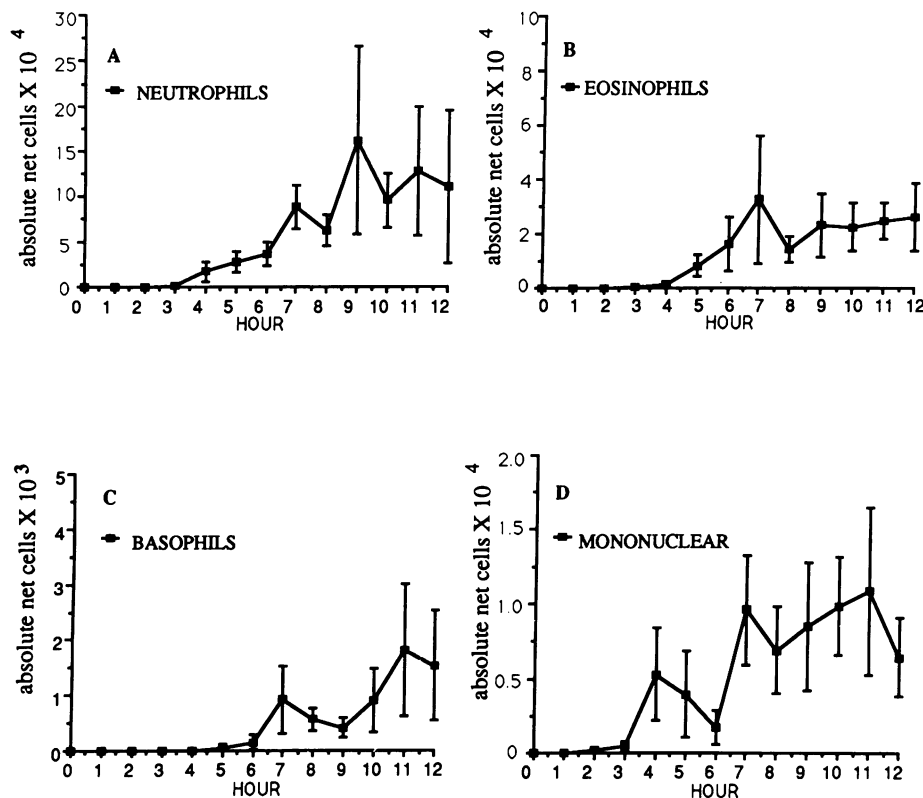 absolute net cells X 10 4
30
25
20
15
10
5
0
A
NEUTROPHILS
0 1 2 3 4 5 6 7 8 9 10 11 12
HOUR
absolute net cells X 10 4
10
8
6
4
2
0
B
EOSINOPHILS
0 1 2 3 4 5 6 7 8 9 10 11 12
HOUR
absolute net cells X 10 3
5
4
3
2
1
0
C
BASOPHILS
0 1 2 3 4 5 6 7 8 9 10 11 12
HOUR
absolute net cells X 10 4
2.0
1.5
1.0
0.5
0
D
MONONUCLEAR
0 1 2 3 4 5 6 7 8 9 10 11 12
HOUR